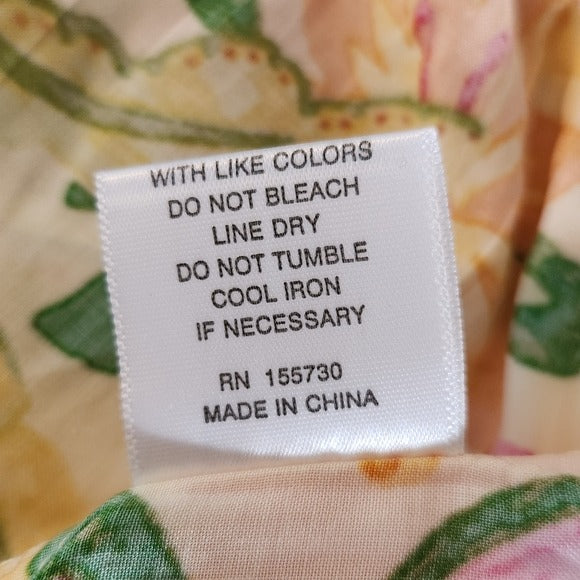 WITH LIKE COLORS
DO NOT BLEACH
LINE DRY
DO NOT TUMBLE
COOL IRON
IF NECESSARY
RN 155730
MADE IN CHINA